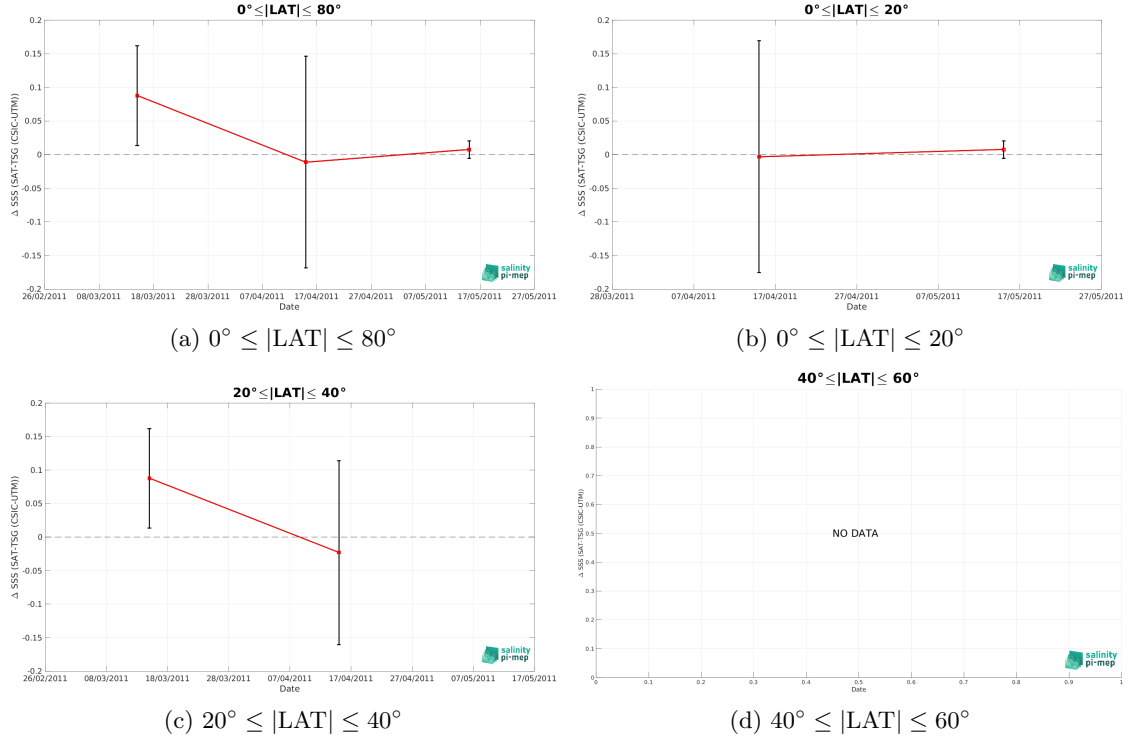 0°≤|LAT|≤ 80°
0.2
0.15
0.1
0.05
0
-0.05
-0.1
-0.15
-0.2
Δ SSS (SAT-TSG (CSIC-UTM))
26/02/2011 08/03/2011 18/03/2011 28/03/2011 07/04/2011 17/04/2011 27/04/2011 07/05/2011 17/05/2011 27/05/2011
Date
salinity
pi-mep
(a) 0° ≤ |LAT| ≤ 80°
0°≤|LAT|≤ 20°
0.2
0.15
0.1
0.05
0
-0.05
-0.1
-0.15
-0.2
Δ SSS (SAT-TSG (CSIC-UTM))
28/03/2011 07/04/2011 17/04/2011 27/04/2011 07/05/2011 17/05/2011 27/05/2011
Date
salinity
pi-mep
(b) 0° ≤ |LAT| ≤ 20°
20°≤|LAT|≤ 40°
0.2
0.15
0.1
0.05
0
-0.05
-0.1
-0.15
-0.2
Δ SSS (SAT-TSG (CSIC-UTM))
26/02/2011 08/03/2011 18/03/2011 28/03/2011 07/04/2011 17/04/2011 27/04/2011 07/05/2011 17/05/2011
Date
salinity
pi-mep
(c) 20° ≤ |LAT| ≤ 40°
40°≤|LAT|≤ 60°
1
0.9
0.8
0.7
0.6
0.5
0.4
0.3
0.2
0.1
0
Δ SSS (SAT-TSG (CSIC-UTM))
NO DATA
0 0.1 0.2 0.3 0.4 0.5 0.6 0.7 0.8 0.9 1
Date
salinity
pi-mep
(d) 40° ≤ |LAT| ≤ 60°